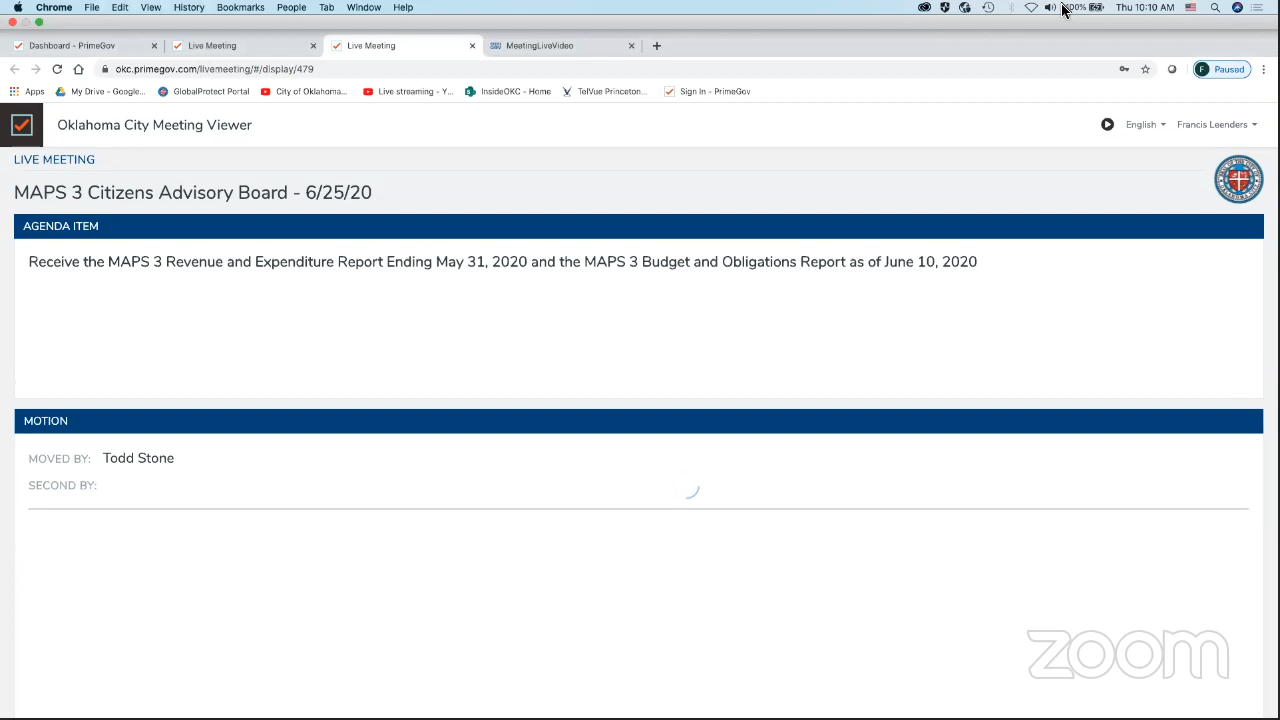 Chrome File Edit View History Bookmarks People Tab Window Help Thu 10:10 AM
Dashboard - PrimeGov Live Meeting Live Meeting MeetingLiveVideo
okc.primegov.com/livemeeting/#/display/479 F Paused
Apps My Drive - Google... GlobalProtect Portal City of Oklahoma... Live streaming - Y... InsideOKC - Home TelVue Princeton... Sign In - PrimeGov
Oklahoma City Meeting Viewer English Francis Leenders
LIVE MEETING
MAPS 3 Citizens Advisory Board - 6/25/20
AGENDA ITEM
Receive the MAPS 3 Revenue and Expenditure Report Ending May 31, 2020 and the MAPS 3 Budget and Obligations Report as of June 10, 2020
MOTION
MOVED BY: Todd Stone
SECOND BY:
zoom